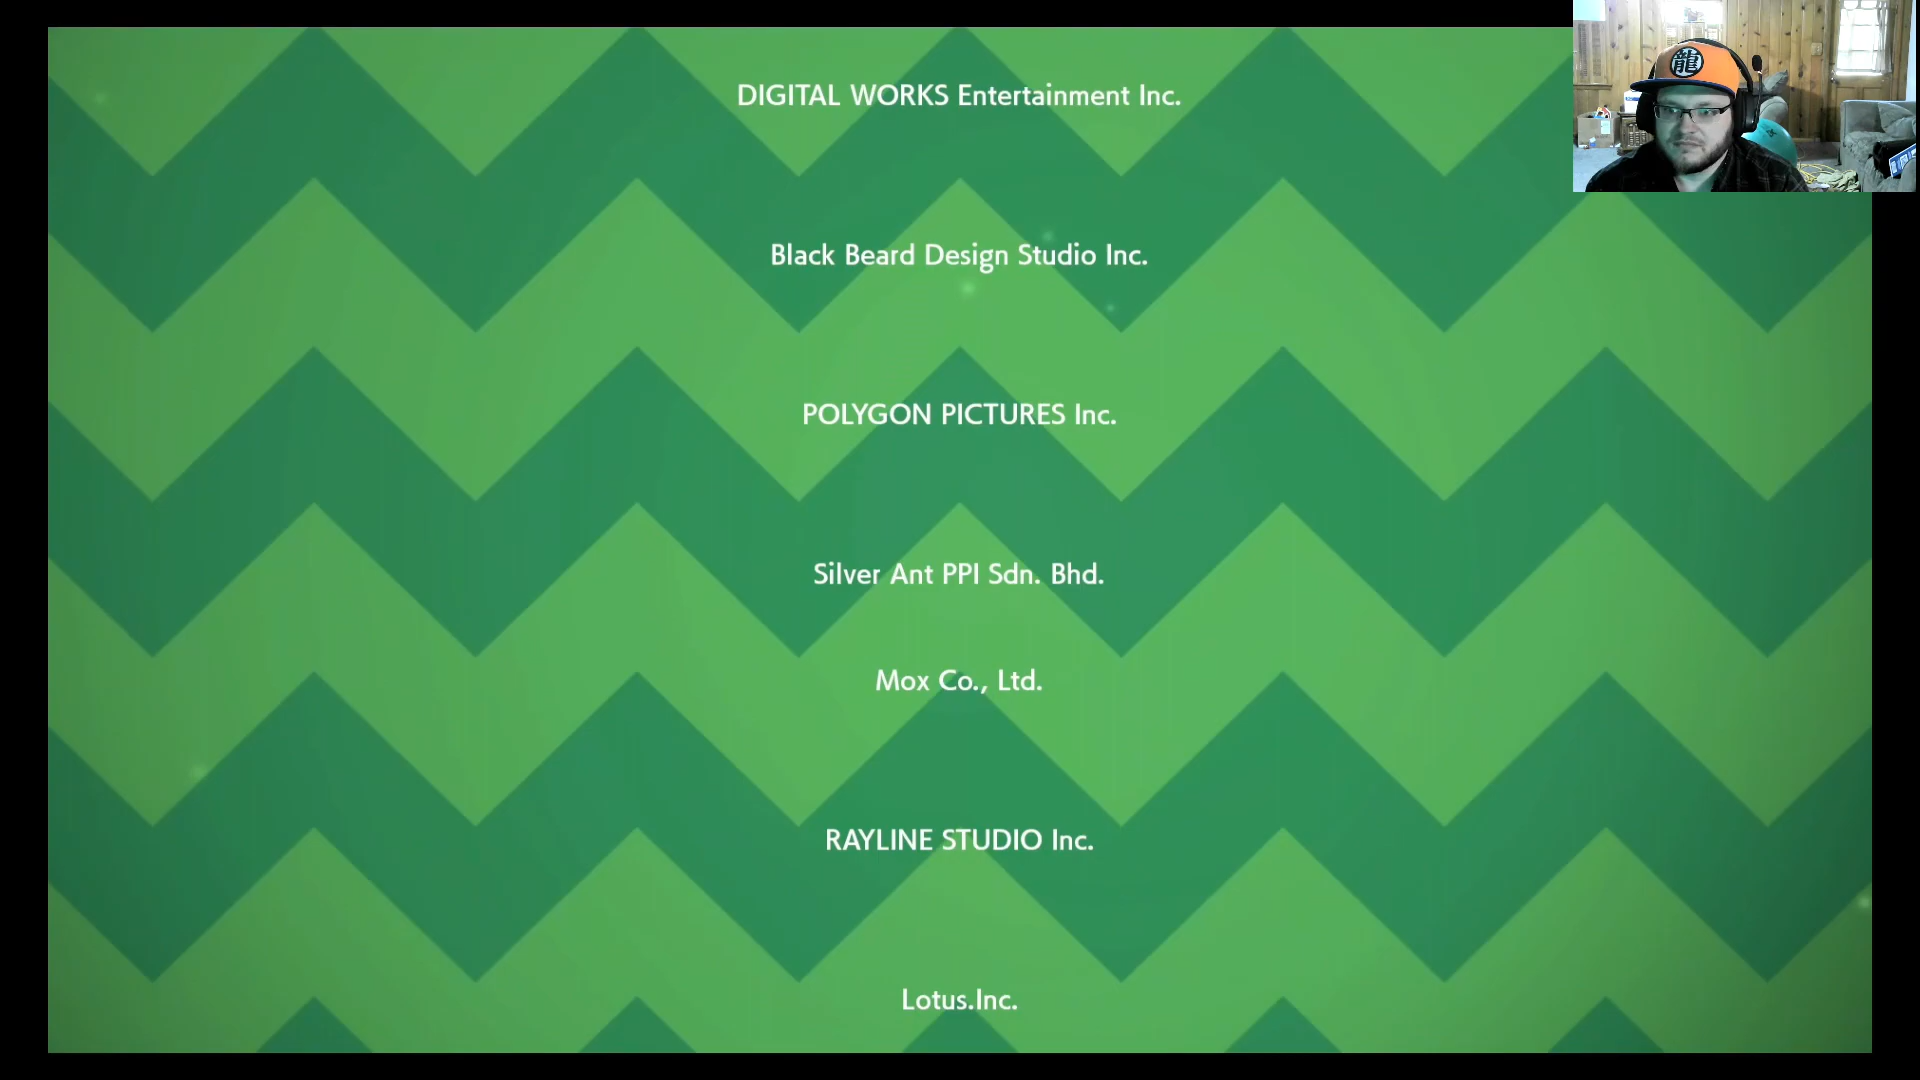 DIGITAL WORKS Entertainment Inc.
龍
Black Beard Design Studio Inc.
POLYGON PICTURES Inc.
Silver Ant PPI Sdn. Bhd.
Mox Co., Ltd.
RAYLINE STUDIO Inc.
Lotus.Inc.